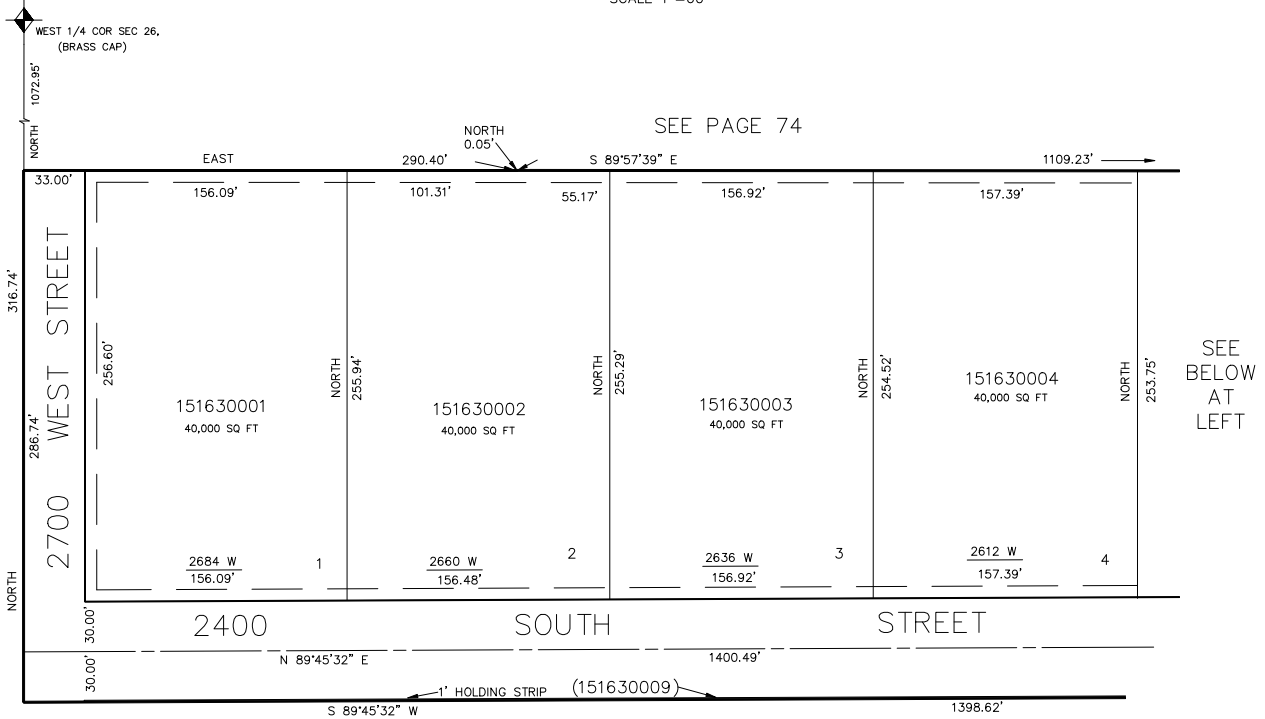 WEST 1/4 COR SEC 26,
(BRASS CAP)
1072.95'
NORTH
SEE PAGE 74
NORTH
0.05'
EAST
290.40'
S 89°57'39" E
1109.23'
33.00'
156.09'
101.31'
55.17'
156.92'
157.39'
316.74'
NORTH
286.74'
2700 WEST STREET
256.60'
NORTH
255.94'
NORTH
255.29'
NORTH
254.52'
NORTH
253.75'
151630001
40,000 SQ FT
151630002
40,000 SQ FT
151630003
40,000 SQ FT
151630004
40,000 SQ FT
SEE
BELOW
AT
LEFT
2684 W
156.09'
1
2660 W
156.48'
2
2636 W
156.92'
3
2612 W
157.39'
4
30.00'
2400 SOUTH STREET
30.00'
N 89°45'32" E
1400.49'
1' HOLDING STRIP
(151630009)
S 89°45'32" W
1398.62'